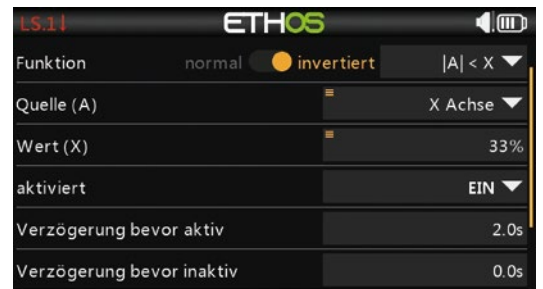 LS.1↓ ETHOS
Funktion normal invertiert |A| < X
Quelle (A) X Achse
Wert (X) 33%
aktiviert EIN
Verzögerung bevor aktiv 2.0s
Verzögerung bevor inaktiv 0.0s